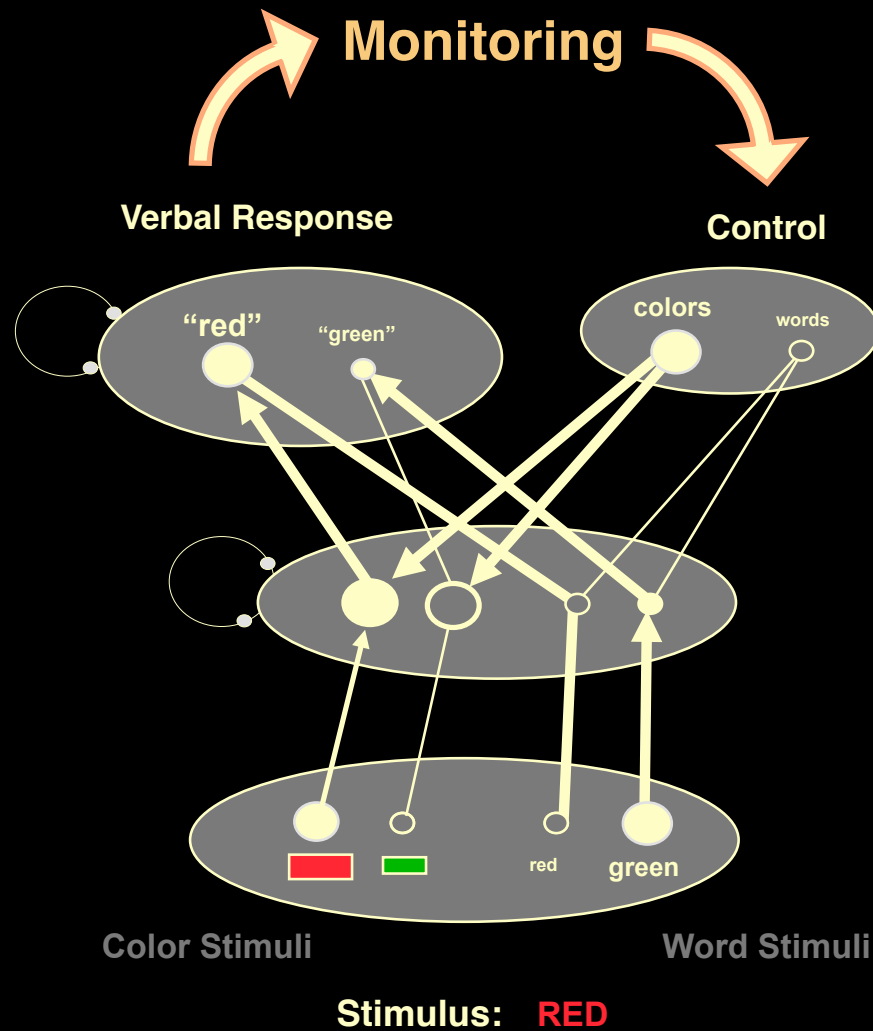 Monitoring
Verbal Response
Control
“red”
“green”
colors
words
red
green
Color Stimuli
Word Stimuli
Stimulus: RED